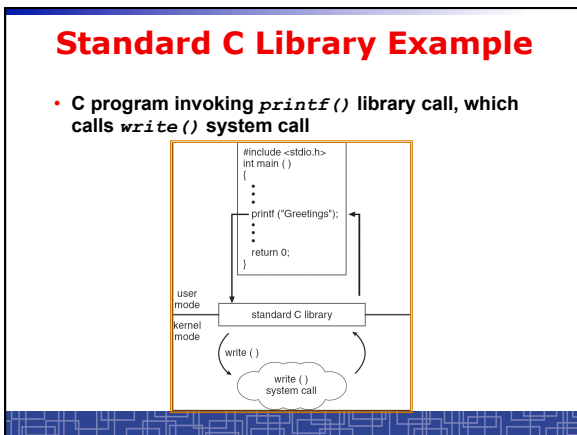 Standard C Library Example
• C program invoking printf() library call, which
calls write() system call
#include <stdio.h>
int main ( )
{
•
•
•
printf ("Greetings");
•
•
•
return 0;
}
user
mode
standard C library
kernel
mode
write ( )
write ( )
system call